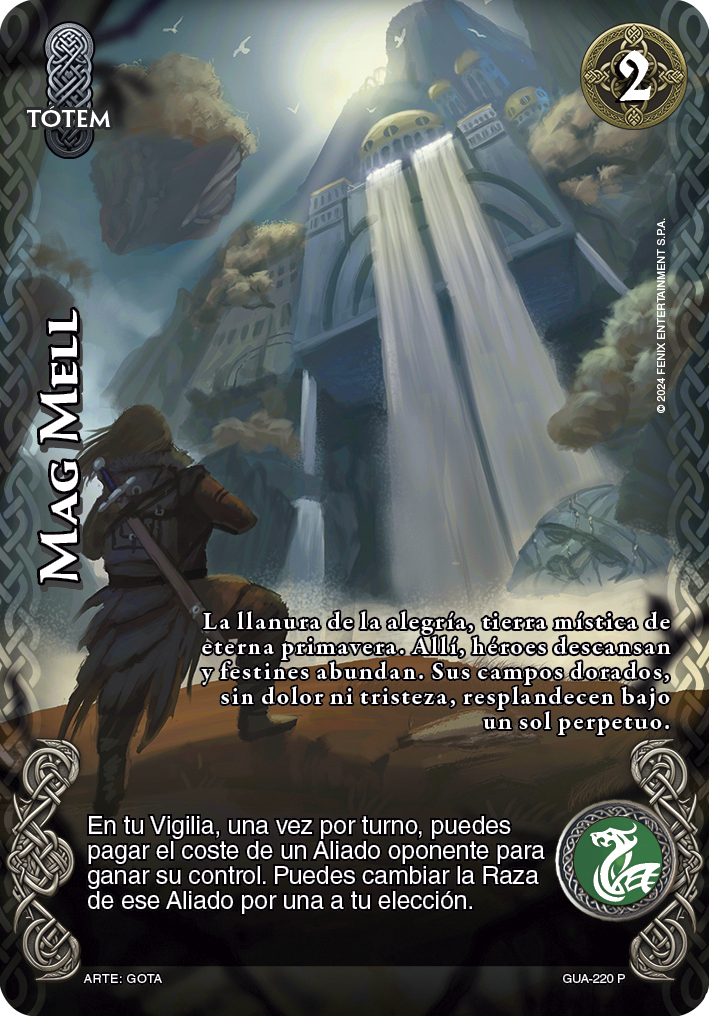 TÓTEM
2
© 2024 FENIX ENTERTAINMENT S.P.A.
MAG MELL
La llanura de la alegría, tierra mística de
eterna primavera. Allí, héroes descansan
y festines abundan. Sus campos dorados,
sin dolor ni tristeza, resplandecen bajo
un sol perpetuo.
En tu Vigilia, una vez por turno, puedes
pagar el coste de un Aliado oponente para
ganar su control. Puedes cambiar la Raza
de ese Aliado por una a tu elección.
ARTE: GOTA
GUA-220 P